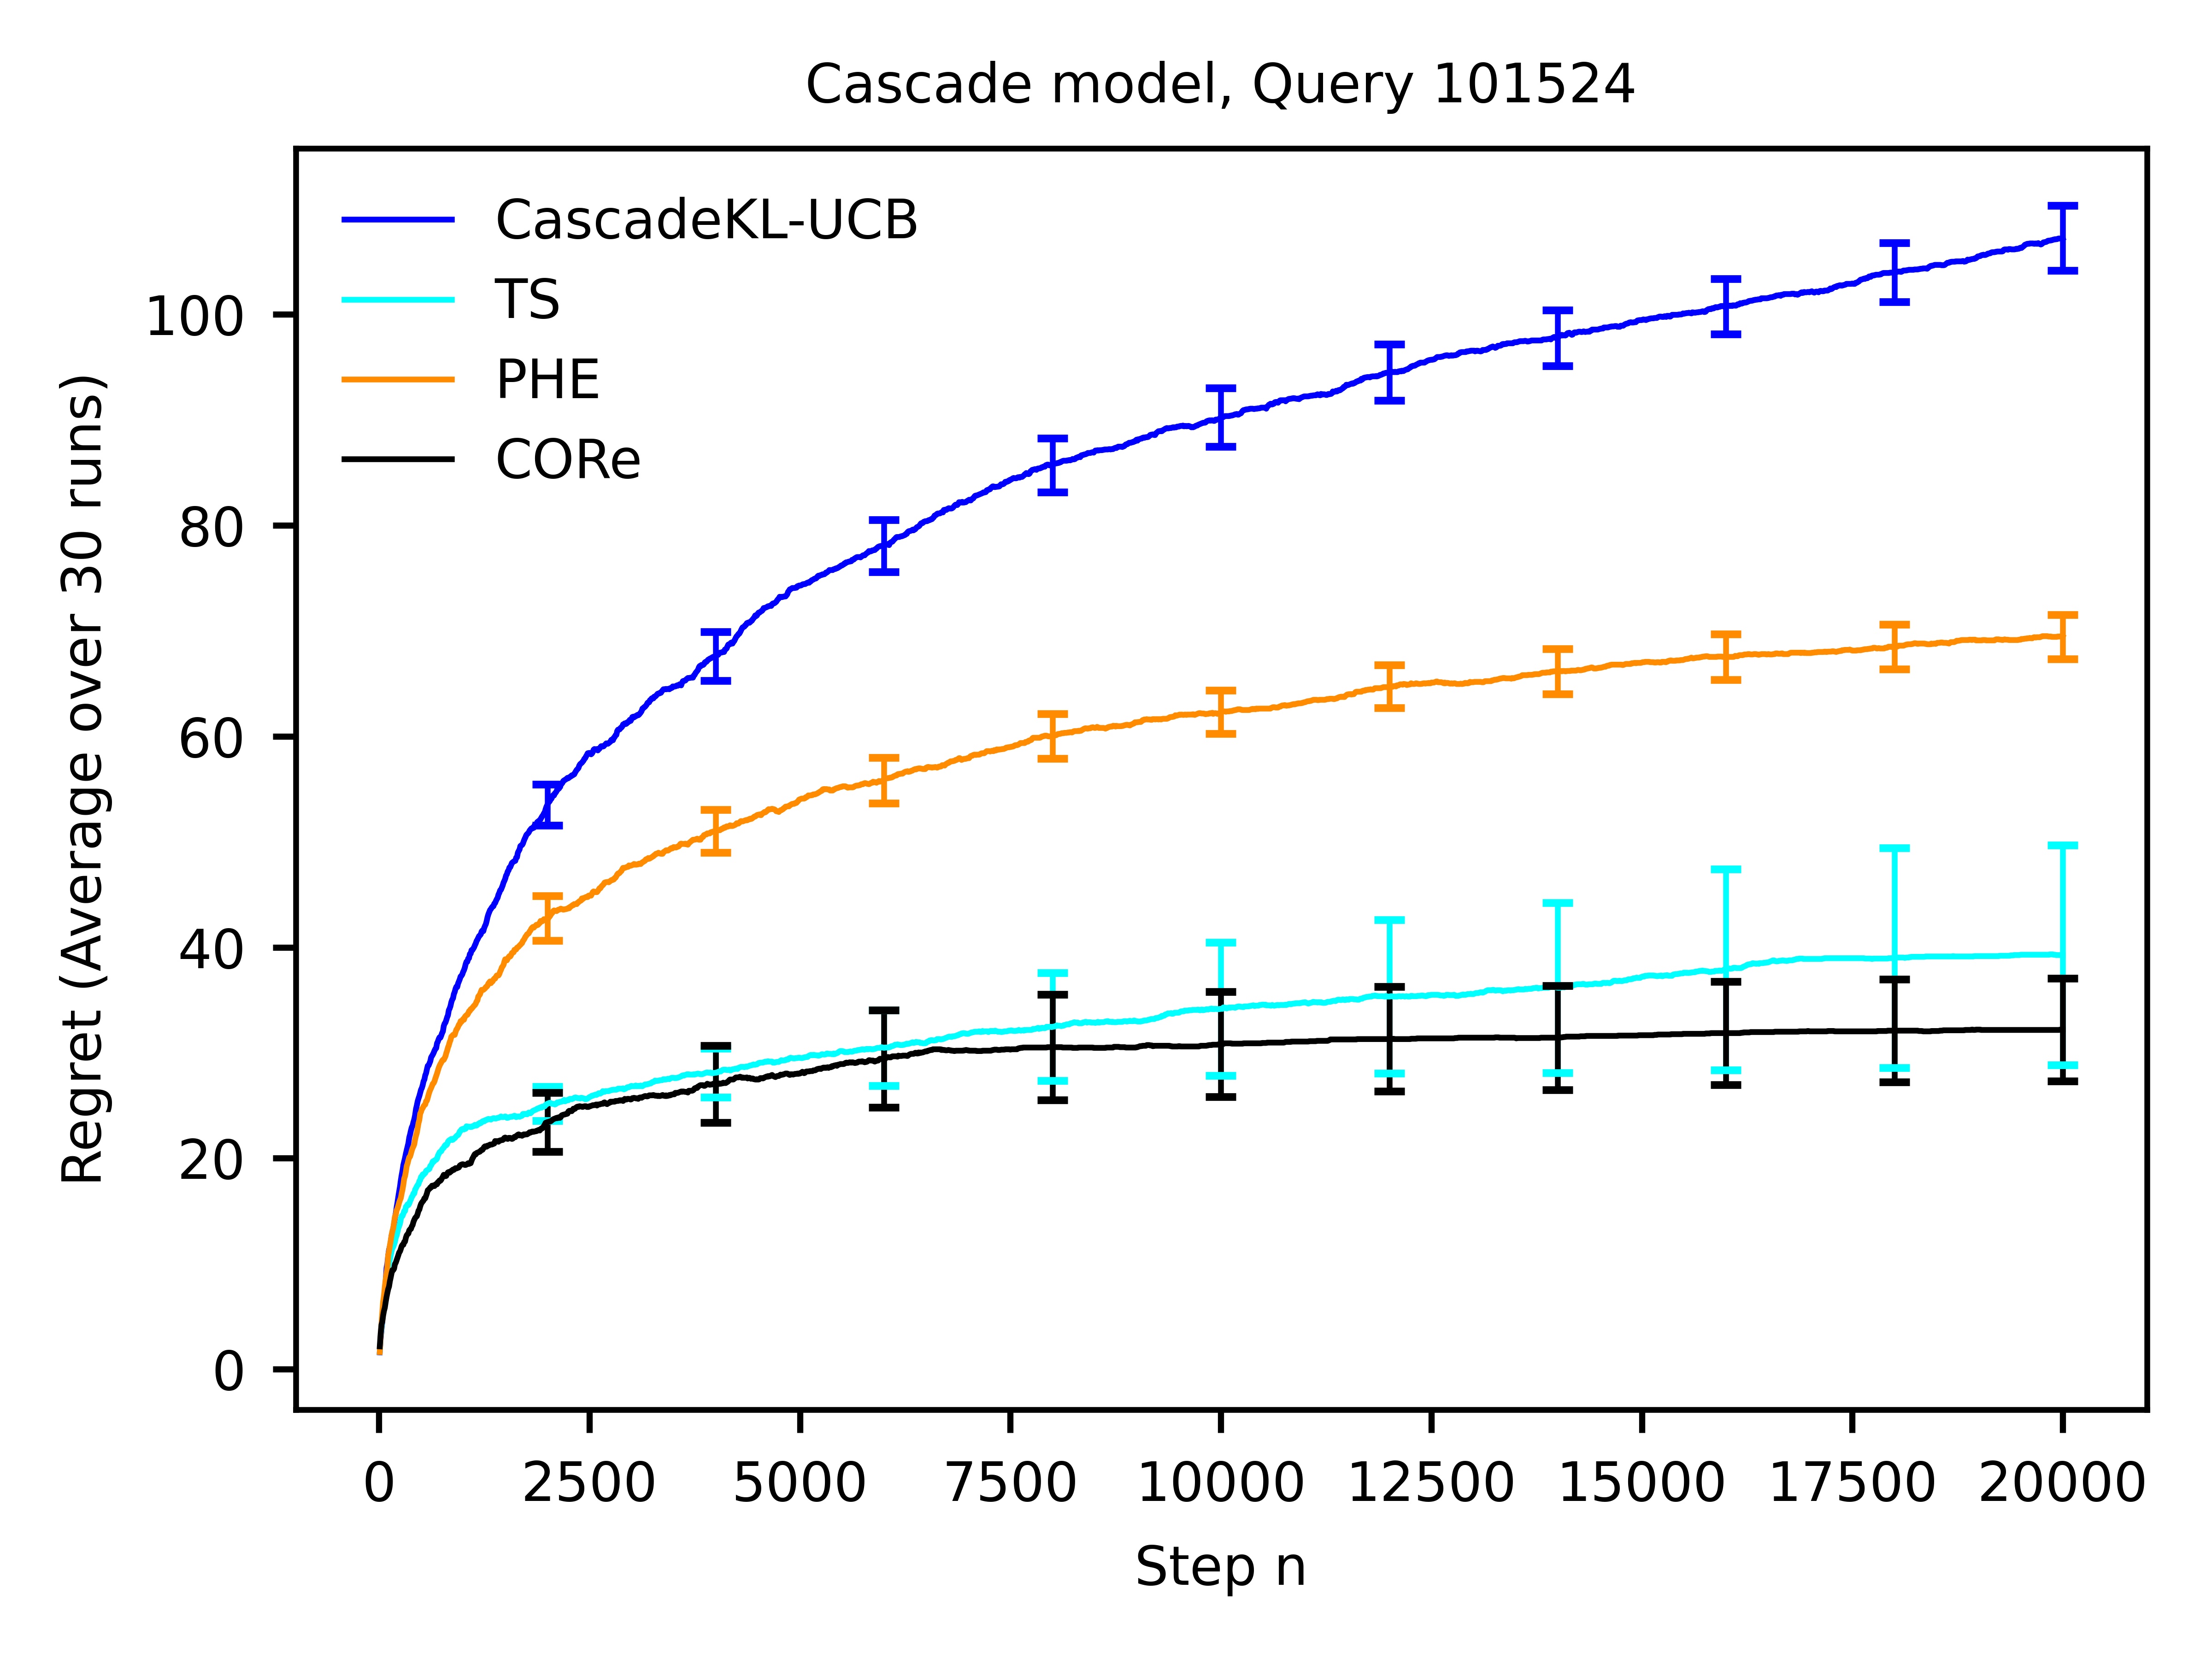 Cascade model, Query 101524
CascadeKL-UCB
TS
PHE
CORe
Regret (Average over 30 runs)
100
80
60
40
20
0
0 2500 5000 7500 10000 12500 15000 17500 20000
Step n